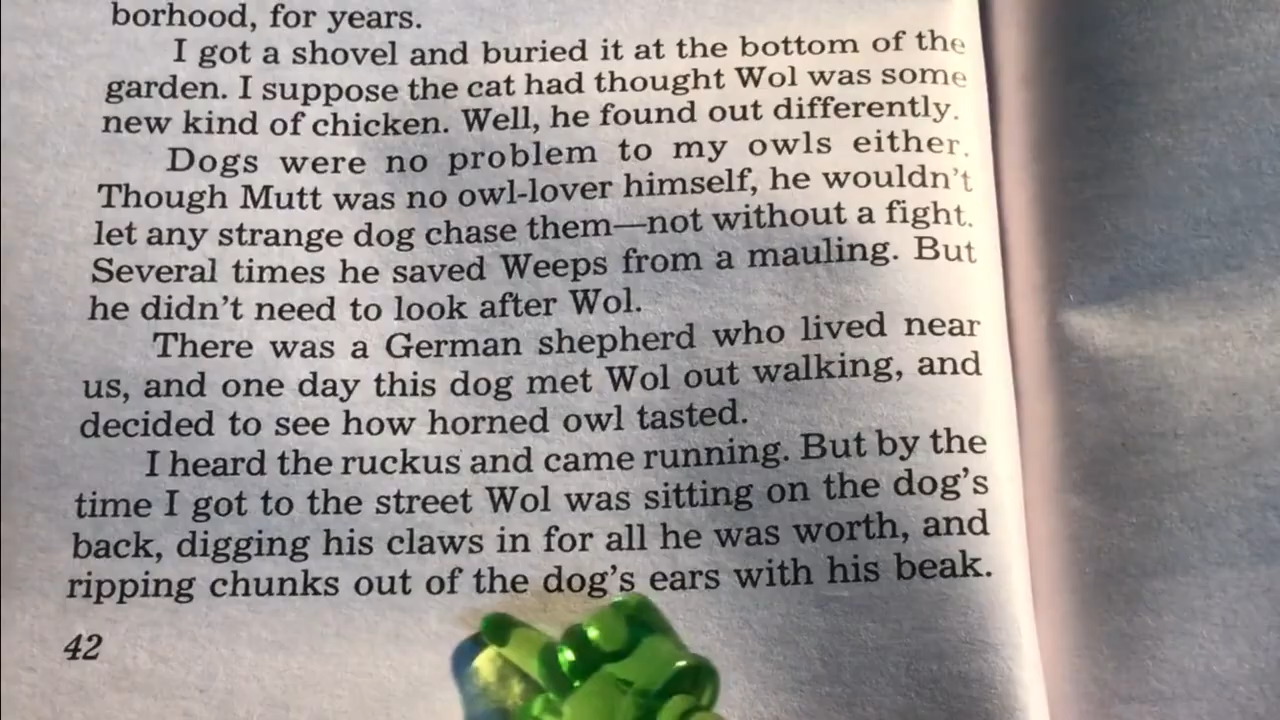 borhood, for years.
I got a shovel and buried it at the bottom of the
garden. I suppose the cat had thought Wol was some
new kind of chicken. Well, he found out differently.
Dogs were no problem to my owls either.
Though Mutt was no owl-lover himself, he wouldn't
let any strange dog chase them—not without a fight.
Several times he saved Weeps from a mauling. But
he didn't need to look after Wol.
There was a German shepherd who lived near
us, and one day this dog met Wol out walking, and
decided to see how horned owl tasted.
I heard the ruckus and came running. But by the
time I got to the street Wol was sitting on the dog's
back, digging his claws in for all he was worth, and
ripping chunks out of the dog's ears with his beak.
42